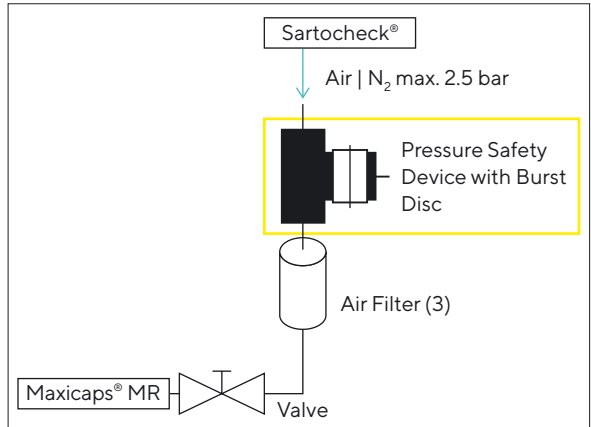 Sartocheck®
Air | N₂ max. 2.5 bar
Pressure Safety
Device with Burst
Disc
Air Filter (3)
Maxicaps® MR
Valve